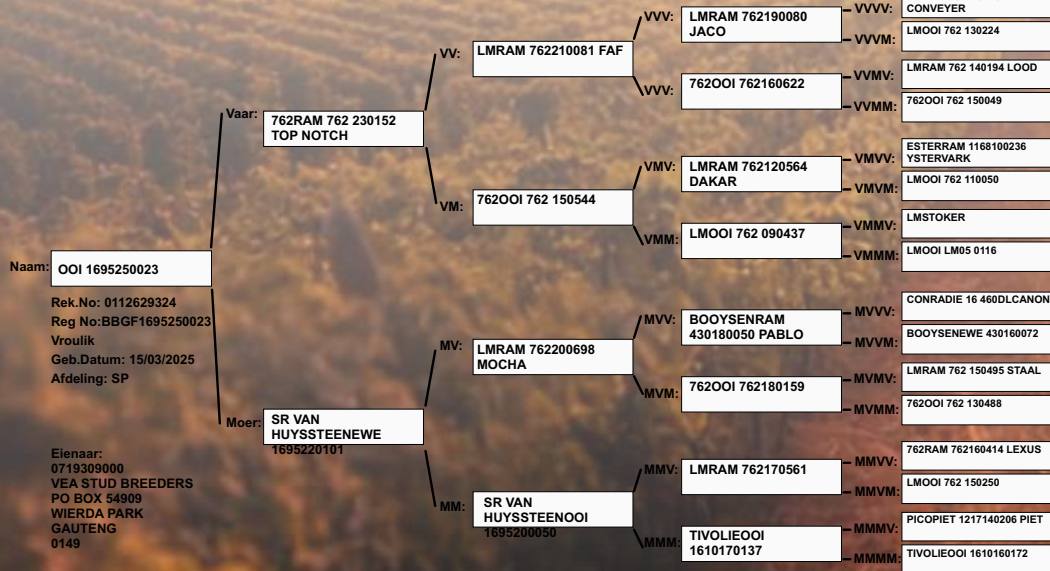 Naam:
OOI 1695250023
Rek.No: 0112629324
Reg No:BBGF1695250023
Vroulik
Geb.Datum: 15/03/2025
Afdeling: SP
Eienaar:
0719309000
VEA STUD BREEDERS
PO BOX 54909
WIERDA PARK
GAUTENG
0149
Vaar:
762RAM 762 230152
TOP NOTCH
Moer:
SR VAN
HUYSSTEENEWE
1695220101
VV:
LMRAM 762210081 FAF
VM:
762OOI 762 150544
MV:
LMRAM 762200698
MOCHA
MM:
SR VAN
HUYSSTEENOOI
1695200050
VVV:
LMRAM 762190080
JACO
VVV:
762OOI 762160622
VMV:
LMRAM 762120564
DAKAR
VMM:
LMOOI 762 090437
MVV:
BOOYSENRAM
430180050 PABLO
MVM:
762OOI 762180159
MMV:
LMRAM 762170561
MMM:
TIVOLIEOOI
1610170137
VVVV:
CONVEYER
VVVM:
LMOOI 762 130224
VVMV:
LMRAM 762 140194 LOOD
VVMM:
762OOI 762 150049
VMVV:
ESTERRAM 1168100236
YSTERVARK
VMVM:
LMOOI 762 110050
VMMV:
LMSTOKER
VMMM:
LMOOI LM05 0116
MVVV:
CONRADIE 16 460DLCANON
MVVM:
BOOYSENEWE 430160072
MVMV:
LMRAM 762 150495 STAAL
MVMM:
762OOI 762 130488
MMVV:
762RAM 762160414 LEXUS
MMVM:
LMOOI 762 150250
MMMV:
PICOPIET 1217140206 PIET
MMMM:
TIVOLIEOOI 1610160172